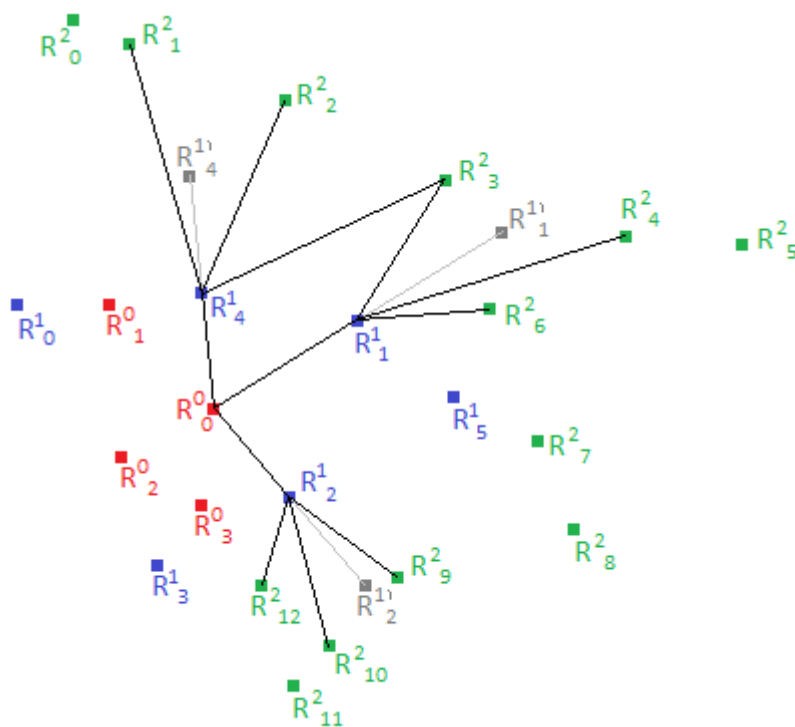 R²₀
R²₁
R²₂
R¹⁾₄
R²₃
R¹⁾₁
R²₄
R²₅
R¹₀
R⁰₁
R¹₄
R¹₁
R²₆
R⁰₀
R¹₅
R²₇
R⁰₂
R¹₂
R⁰₃
R²₈
R¹₃
R²₁₂
R¹⁾₂
R²₉
R²₁₀
R²₁₁